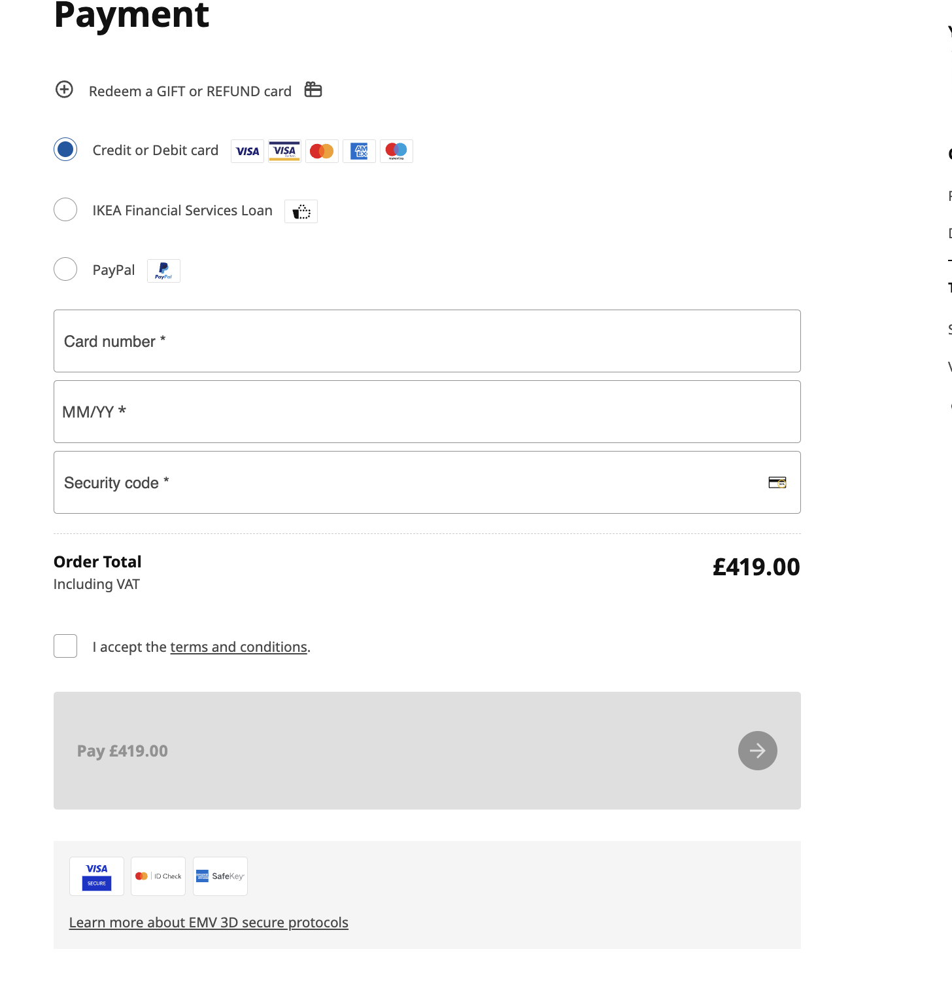 Payment
Redeem a GIFT or REFUND card
Credit or Debit card VISA VISA AM EX maestro
IKEA Financial Services Loan
PayPal PayPal
Card number *
MM/YY *
Security code *
Order Total £419.00
Including VAT
I accept the terms and conditions.
Pay £419.00
VISA
SECURE
ID Check
SafeKey
Learn more about EMV 3D secure protocols